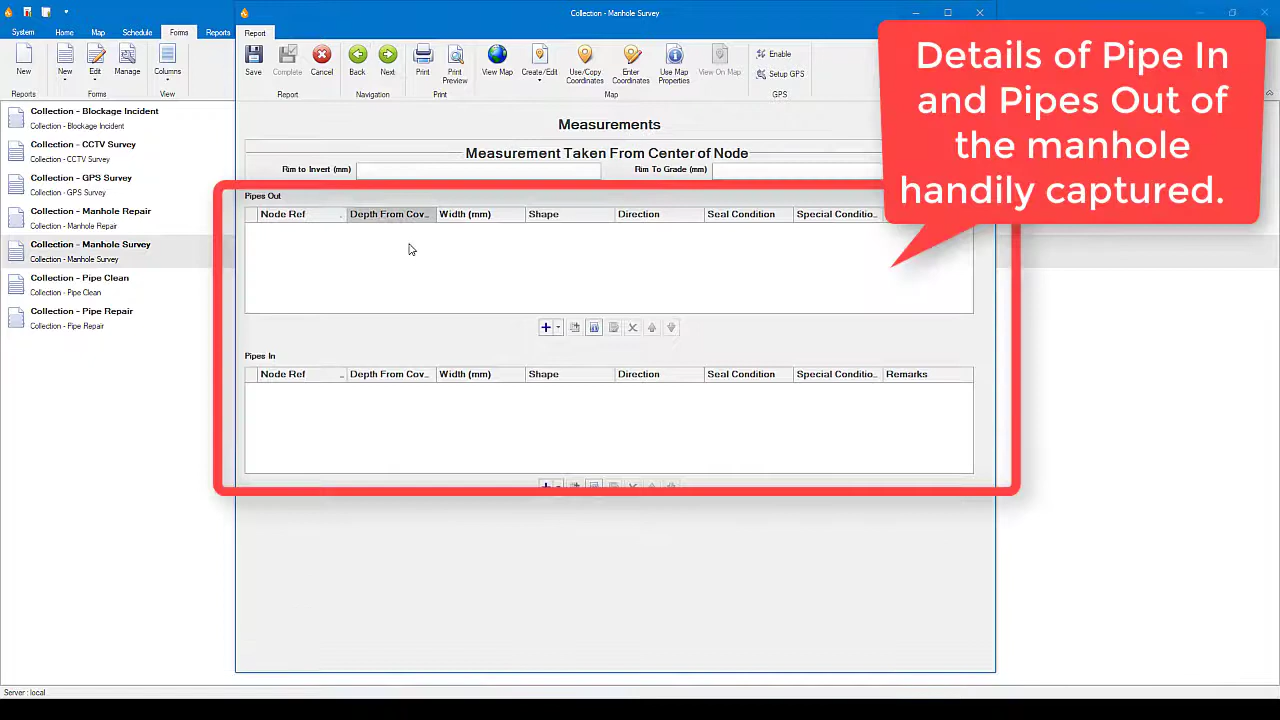 Collection - Manhole Survey
System Home Map Schedule Forms Reports
Report
New New Edit Manage Columns
Reports Forms View
Save Complete Cancel Back Next Print Print Preview View Map Create/Edit Use/Copy Coordinates Enter Coordinates Use Map Properties View On Map Enable
Setup GPS
Report Navigation Print Map GPS
Details of Pipe In
and Pipes Out of
the manhole
handily captured.
Collection - Blockage Incident
Collection - Blockage Incident
Collection - CCTV Survey
Collection - CCTV Survey
Collection - GPS Survey
Collection - GPS Survey
Collection - Manhole Repair
Collection - Manhole Repair
Collection - Manhole Survey
Collection - Manhole Survey
Collection - Pipe Clean
Collection - Pipe Clean
Collection - Pipe Repair
Collection - Pipe Repair
Measurements
Measurement Taken From Center of Node
Rim to Invert (mm) Rim To Grade (mm)
Pipes Out
Node Ref Depth From Cov... Width (mm) Shape Direction Seal Condition Special Conditio...
Pipes In
Node Ref Depth From Cov... Width (mm) Shape Direction Seal Condition Special Conditio... Remarks
Server : local